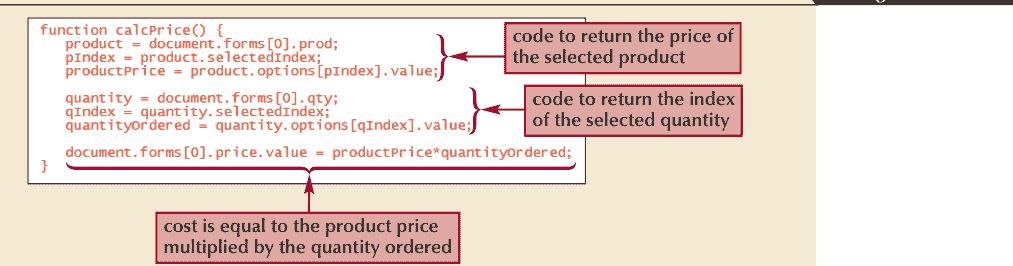 function calcPrice() {
product = document.forms[0].prod;
pIndex = product.selectedIndex;
productPrice = product.options[pIndex].value;
code to return the price of
the selected product
quantity = document.forms[0].qty;
qIndex = quantity.selectedIndex;
quantityOrdered = quantity.options[qIndex].value;
code to return the index
of the selected quantity
document.forms[0].price.value = productPrice*quantityOrdered;
}
cost is equal to the product price
multiplied by the quantity ordered